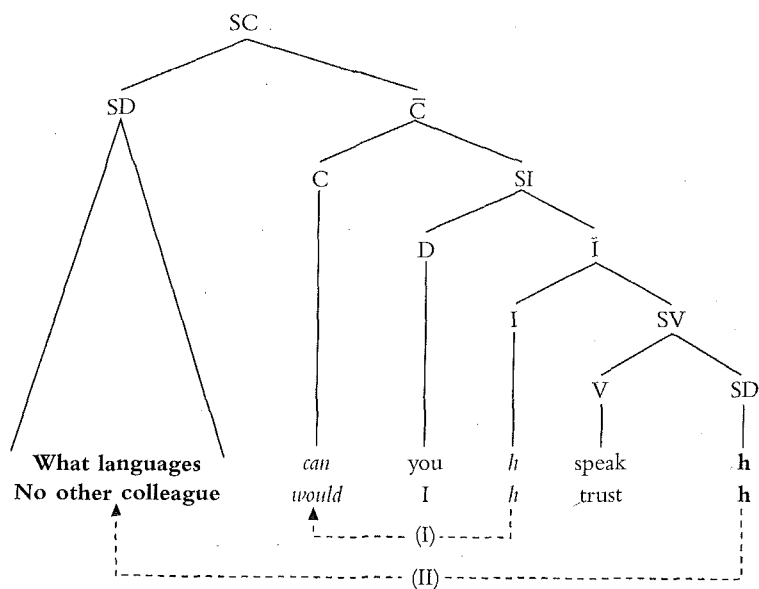 SC
SD C̄
C SI
D Ī
I SV
V SD
What languages can you h speak h
No other colleague would I h trust h
(I)
(II)